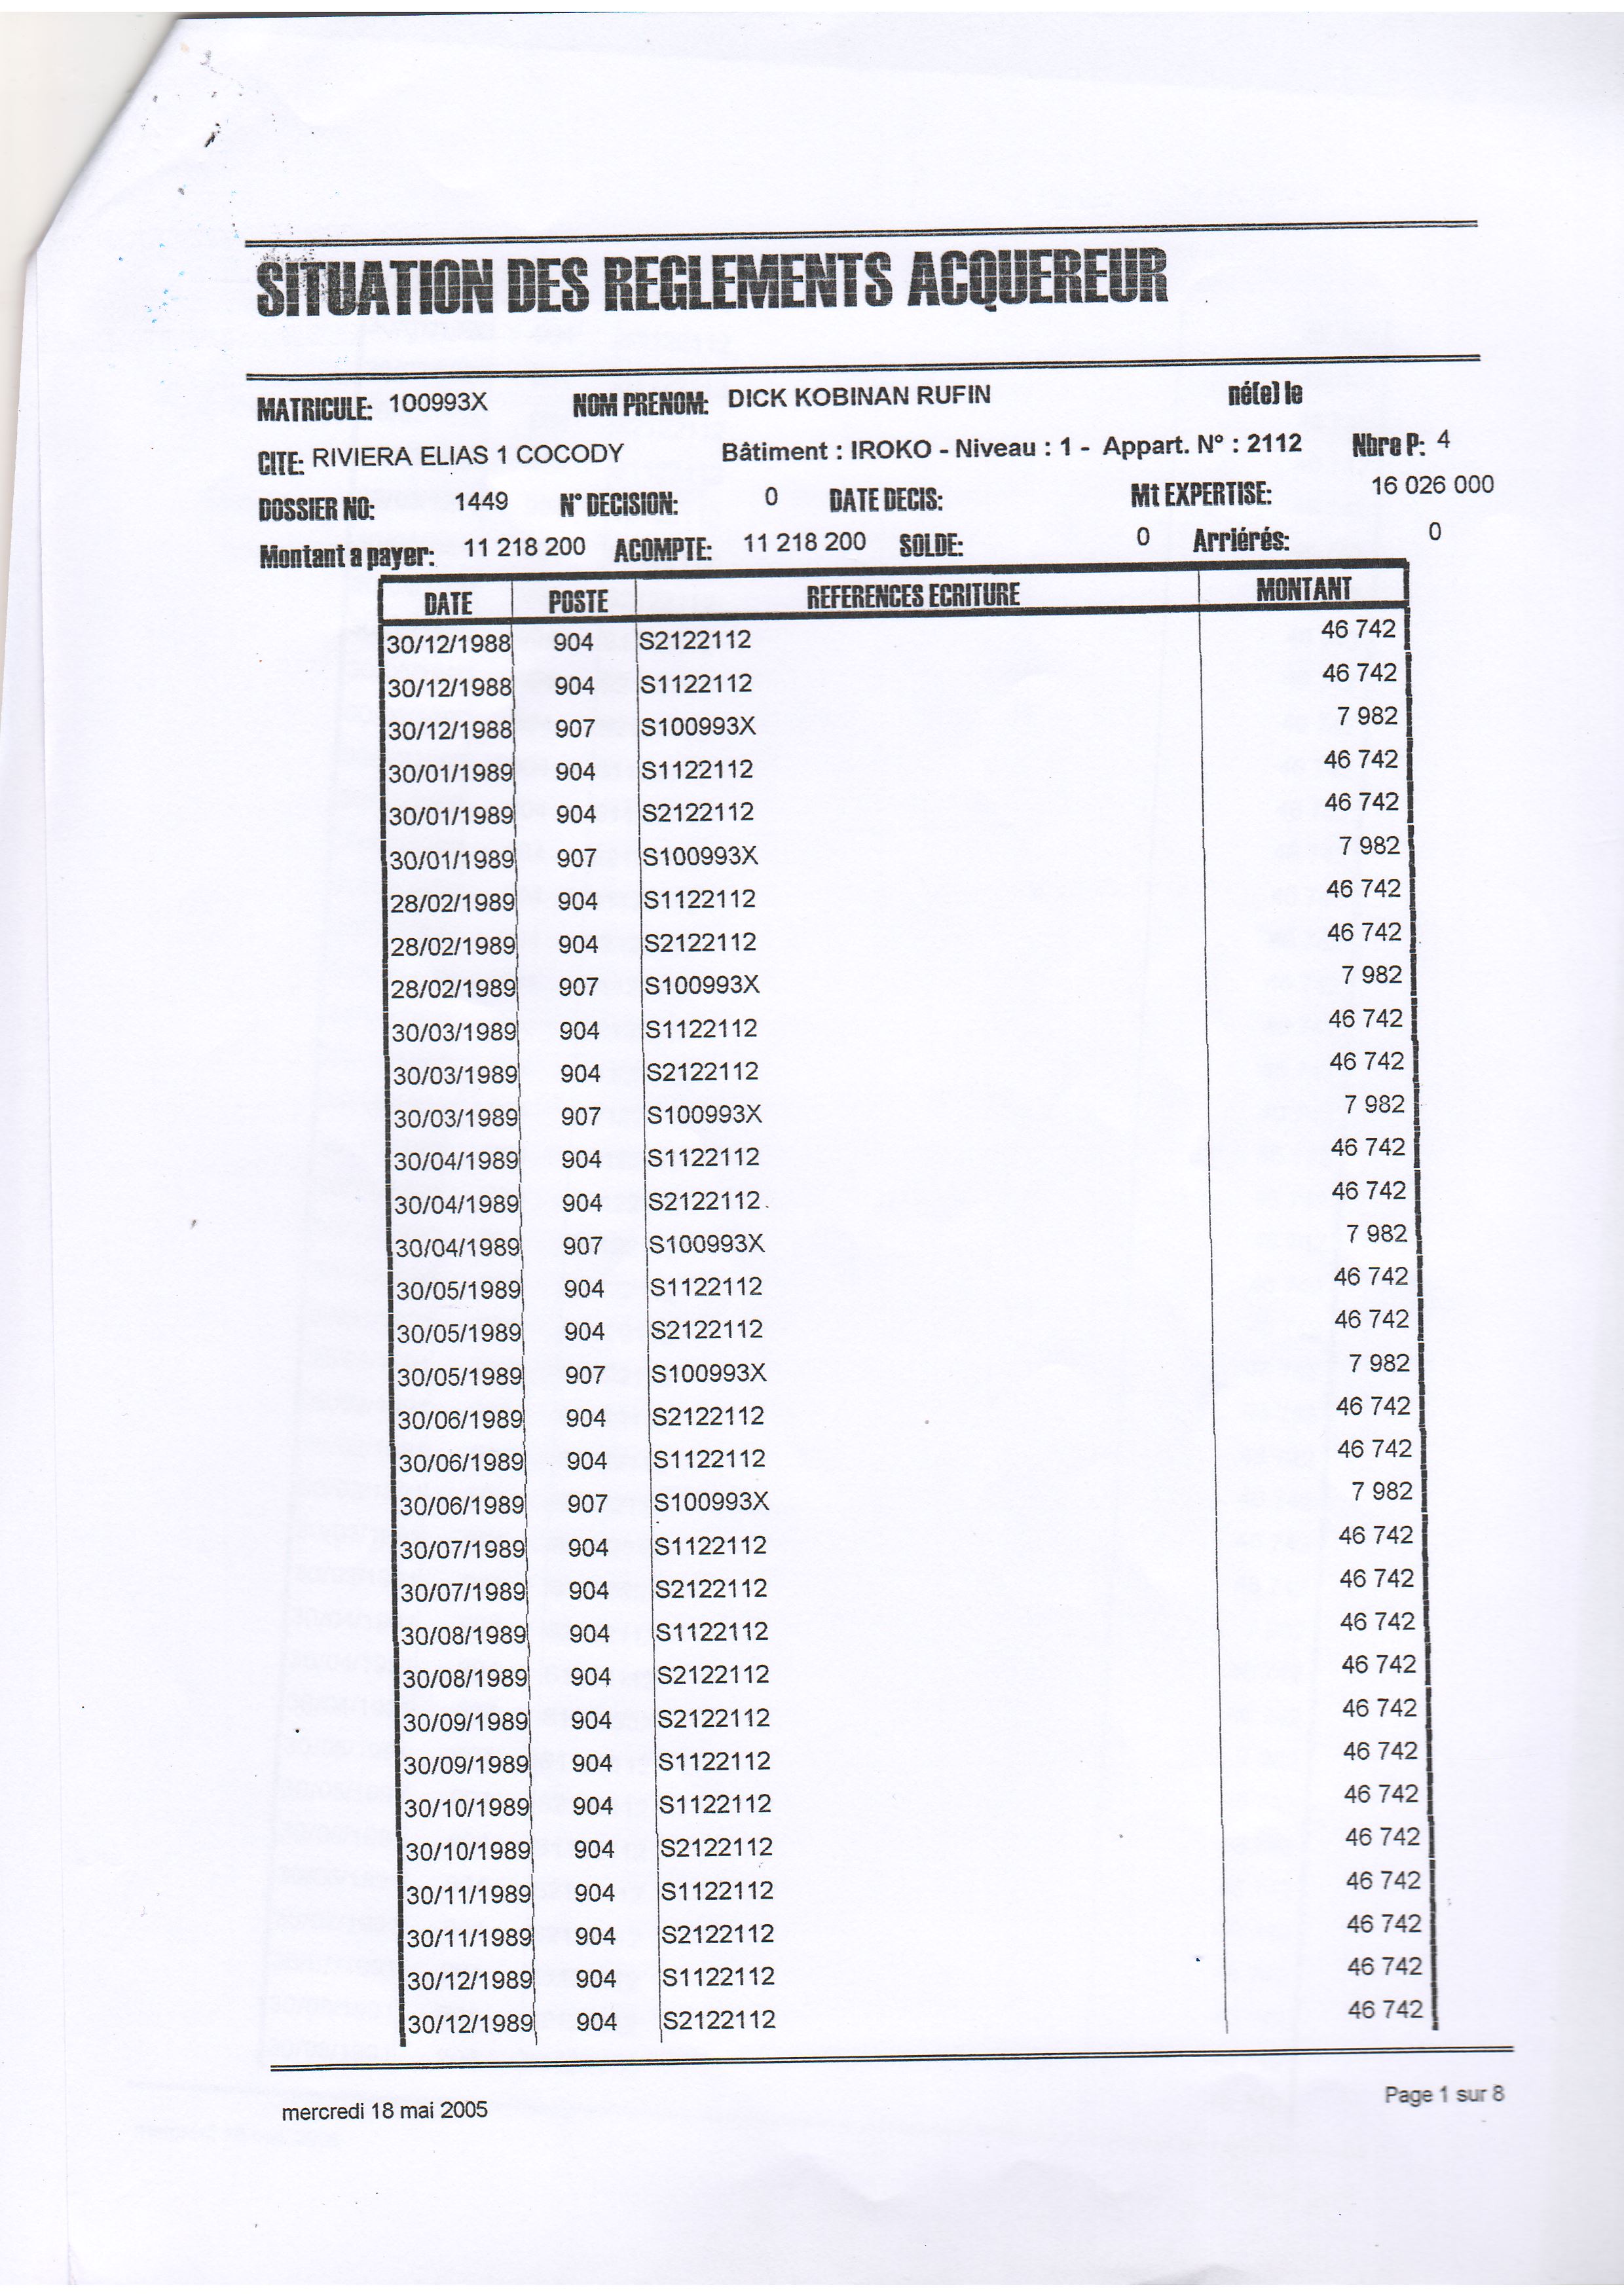 SITUATION DES REGLEMENTS ACQUEREUR
MATRICULE: 100993X NOM PRENOM: DICK KOBINAN RUFIN né(e) le
CITE: RIVIERA ELIAS 1 COCODY Bâtiment : IROKO - Niveau : 1 - Appart. N° : 2112 Nbre P: 4
DOSSIER NO: 1449 N° DECISION: 0 DATE DECIS: Mt EXPERTISE: 16 026 000
Montant a payer: 11 218 200 ACOMPTE: 11 218 200 SOLDE: 0 Arriérés: 0
DATE POSTE REFERENCES ECRITURE MONTANT
30/12/1988 904 S2122112 46 742
30/12/1988 904 S1122112 46 742
30/12/1988 907 S100993X 7 982
30/01/1989 904 S1122112 46 742
30/01/1989 904 S2122112 46 742
30/01/1989 907 S100993X 7 982
28/02/1989 904 S1122112 46 742
28/02/1989 904 S2122112 46 742
28/02/1989 907 S100993X 7 982
30/03/1989 904 S1122112 46 742
30/03/1989 904 S2122112 46 742
30/03/1989 907 S100993X 7 982
30/04/1989 904 S1122112 46 742
30/04/1989 904 S2122112 46 742
30/04/1989 907 S100993X 7 982
30/05/1989 904 S1122112 46 742
30/05/1989 904 S2122112 46 742
30/05/1989 907 S100993X 7 982
30/06/1989 904 S2122112 46 742
30/06/1989 904 S1122112 46 742
30/06/1989 907 S100993X 7 982
30/07/1989 904 S1122112 46 742
30/07/1989 904 S2122112 46 742
30/08/1989 904 S1122112 46 742
30/08/1989 904 S2122112 46 742
30/09/1989 904 S2122112 46 742
30/09/1989 904 S1122112 46 742
30/10/1989 904 S1122112 46 742
30/10/1989 904 S2122112 46 742
30/11/1989 904 S1122112 46 742
30/11/1989 904 S2122112 46 742
30/12/1989 904 S1122112 46 742
30/12/1989 904 S2122112 46 742
mercredi 18 mai 2005 Page 1 sur 8